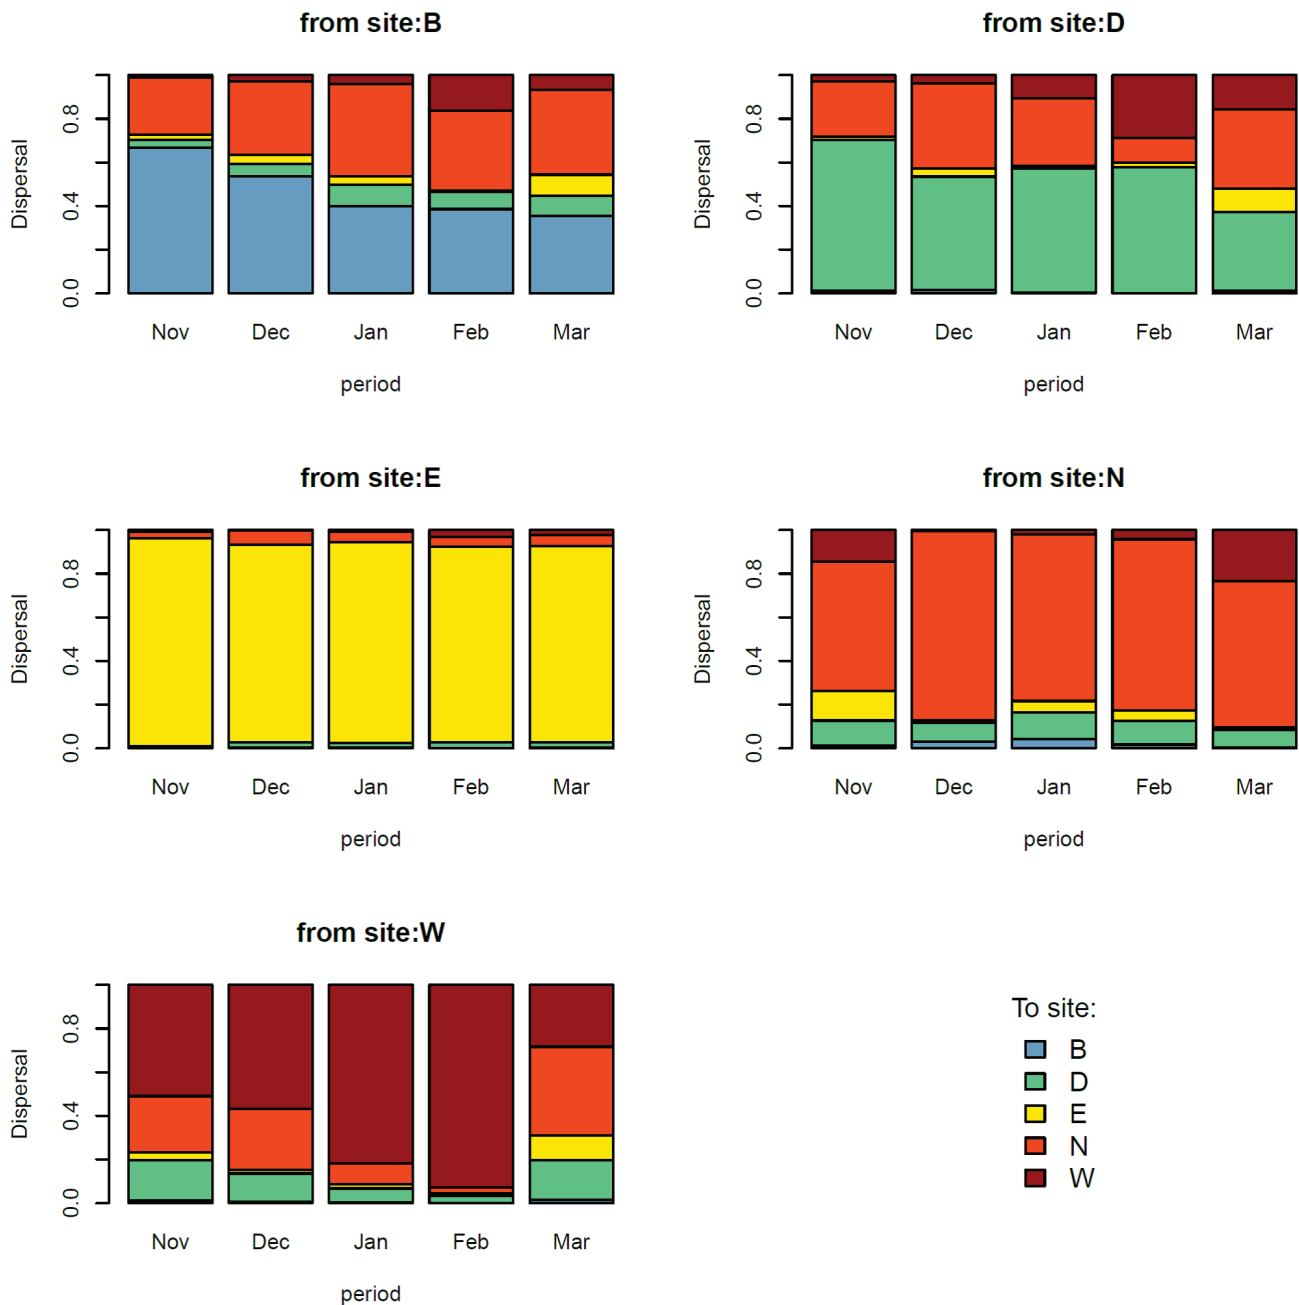 from site:B
Dispersal
0.0
0.4
0.8
Nov Dec Jan Feb Mar
period
from site:D
Dispersal
0.0
0.4
0.8
Nov Dec Jan Feb Mar
period
from site:E
Dispersal
0.0
0.4
0.8
Nov Dec Jan Feb Mar
period
from site:N
Dispersal
0.0
0.4
0.8
Nov Dec Jan Feb Mar
period
from site:W
Dispersal
0.0
0.4
0.8
Nov Dec Jan Feb Mar
period
To site:
B
D
E
N
W